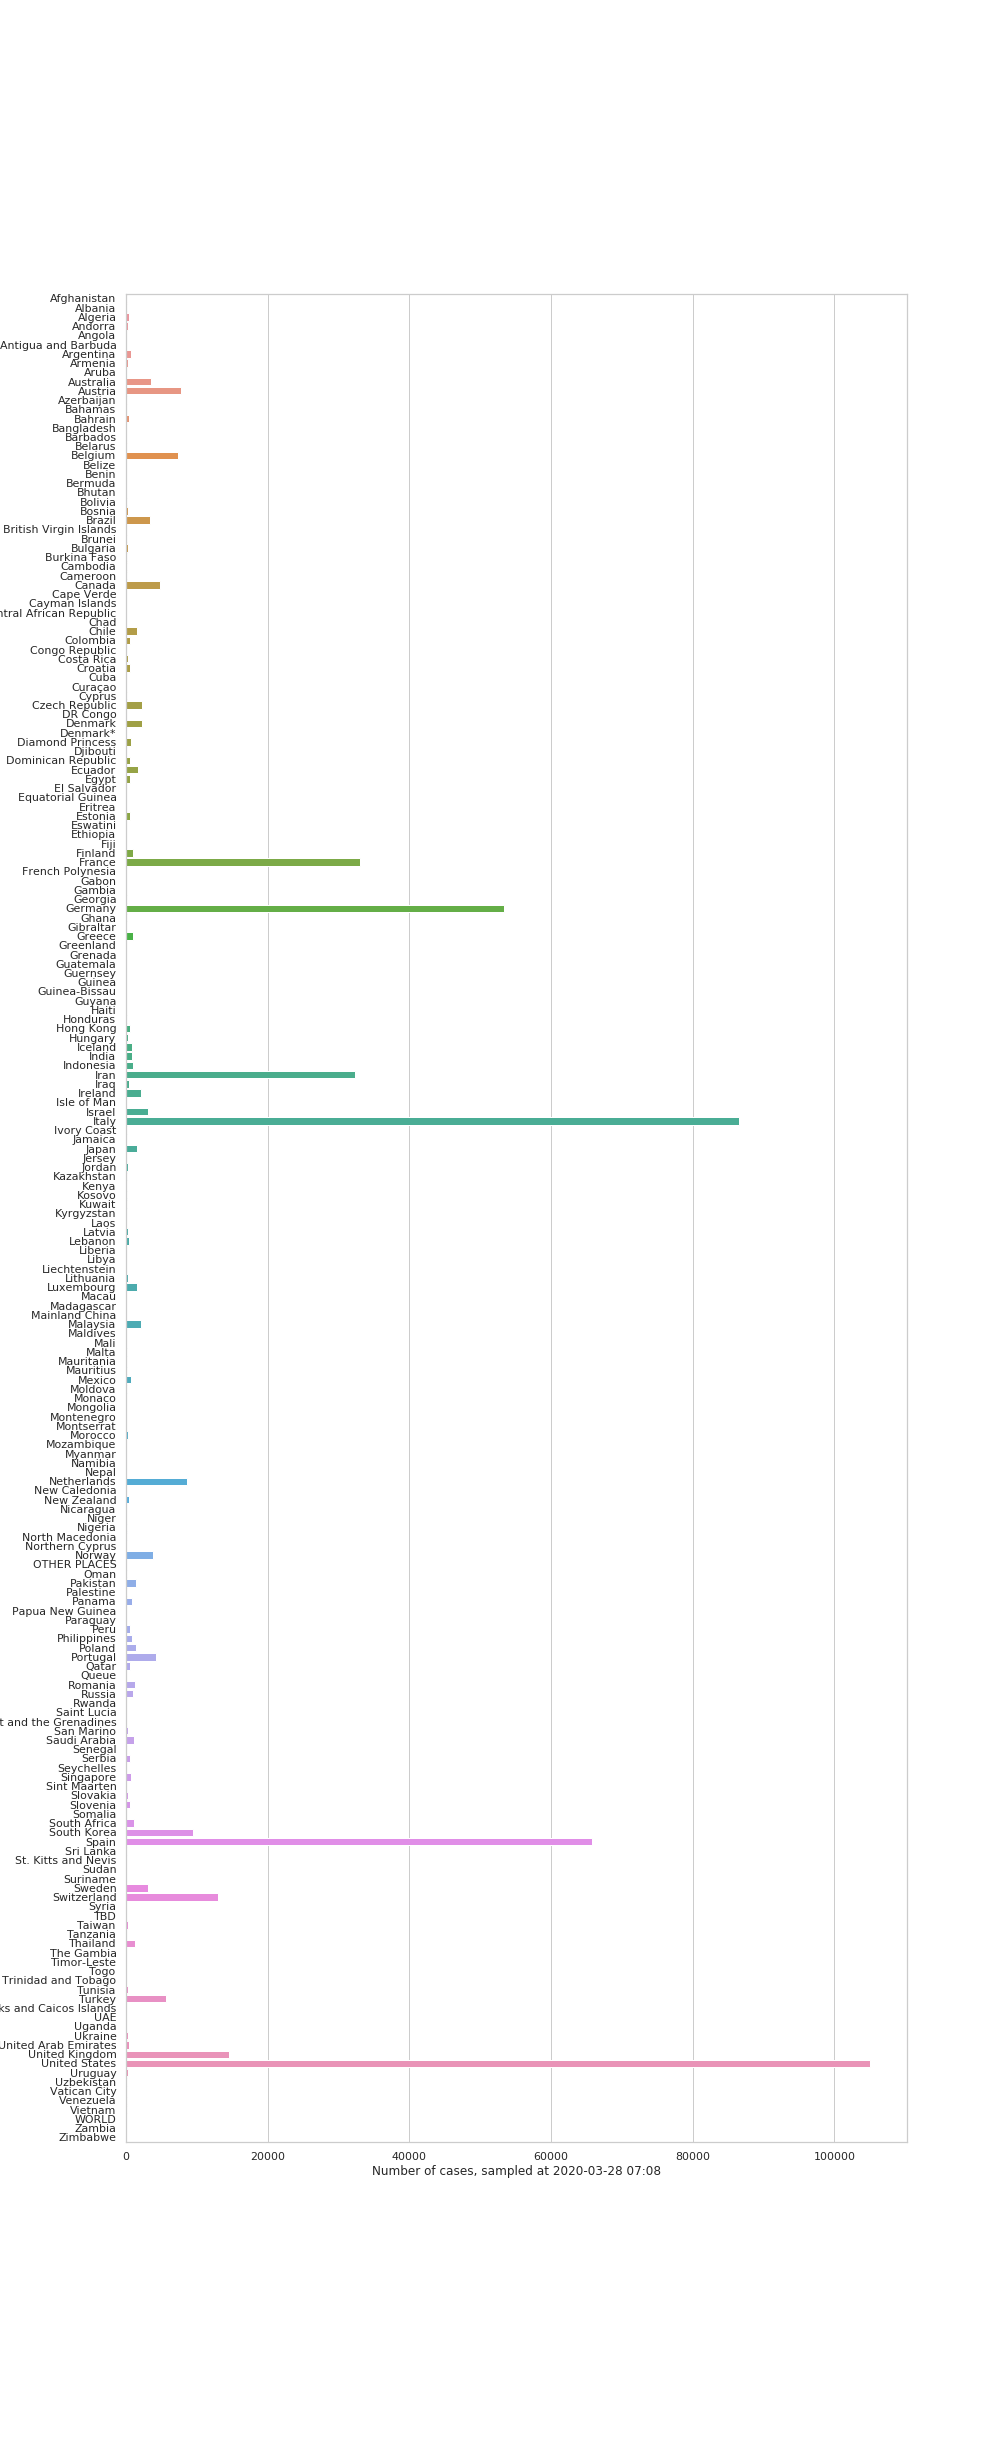 Afghanistan
Albania
Algeria
Andorra
Angola
Antigua and Barbuda
Argentina
Armenia
Aruba
Australia
Austria
Azerbaijan
Bahamas
Bahrain
Bangladesh
Barbados
Belarus
Belgium
Belize
Benin
Bermuda
Bhutan
Bolivia
Bosnia
Brazil
British Virgin Islands
Brunei
Bulgaria
Burkina Faso
Cambodia
Cameroon
Canada
Cape Verde
Cayman Islands
ntral African Republic
Chad
Chile
Colombia
Congo Republic
Costa Rica
Croatia
Cuba
Curaçao
Cyprus
Czech Republic
DR Congo
Denmark
Denmark*
Diamond Princess
Djibouti
Dominican Republic
Ecuador
Egypt
El Salvador
Equatorial Guinea
Eritrea
Estonia
Eswatini
Ethiopia
Fiji
Finland
France
French Polynesia
Gabon
Gambia
Georgia
Germany
Ghana
Gibraltar
Greece
Greenland
Grenada
Guatemala
Guernsey
Guinea
Guinea-Bissau
Guyana
Haiti
Honduras
Hong Kong
Hungary
Iceland
India
Indonesia
Iran
Iraq
Ireland
Isle of Man
Israel
Italy
Ivory Coast
Jamaica
Japan
Jersey
Jordan
Kazakhstan
Kenya
Kosovo
Kuwait
Kyrgyzstan
Laos
Latvia
Lebanon
Liberia
Libya
Liechtenstein
Lithuania
Luxembourg
Macau
Madagascar
Mainland China
Malaysia
Maldives
Mali
Malta
Mauritania
Mauritius
Mexico
Moldova
Monaco
Mongolia
Montenegro
Montserrat
Morocco
Mozambique
Myanmar
Namibia
Nepal
Netherlands
New Caledonia
New Zealand
Nicaragua
Niger
Nigeria
North Macedonia
Northern Cyprus
Norway
OTHER PLACES
Oman
Pakistan
Palestine
Panama
Papua New Guinea
Paraguay
Peru
Philippines
Poland
Portugal
Qatar
Queue
Romania
Russia
Rwanda
Saint Lucia
t and the Grenadines
San Marino
Saudi Arabia
Senegal
Serbia
Seychelles
Singapore
Sint Maarten
Slovakia
Slovenia
Somalia
South Africa
South Korea
Spain
Sri Lanka
St. Kitts and Nevis
Sudan
Suriname
Sweden
Switzerland
Syria
TBD
Taiwan
Tanzania
Thailand
The Gambia
Timor-Leste
Togo
Trinidad and Tobago
Tunisia
Turkey
ks and Caicos Islands
UAE
Uganda
Ukraine
United Arab Emirates
United Kingdom
United States
Uruguay
Uzbekistan
Vatican City
Venezuela
Vietnam
WORLD
Zambia
Zimbabwe
0 20000 40000 60000 80000 100000
Number of cases, sampled at 2020-03-28 07:08